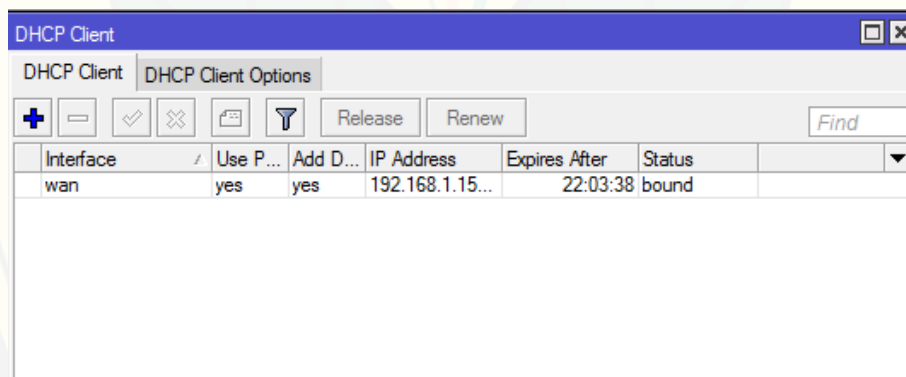 DHCP Client
DHCP Client DHCP Client Options
Release Renew Find
Interface Use P... Add D... IP Address Expires After Status
wan yes yes 192.168.1.15... 22:03:38 bound